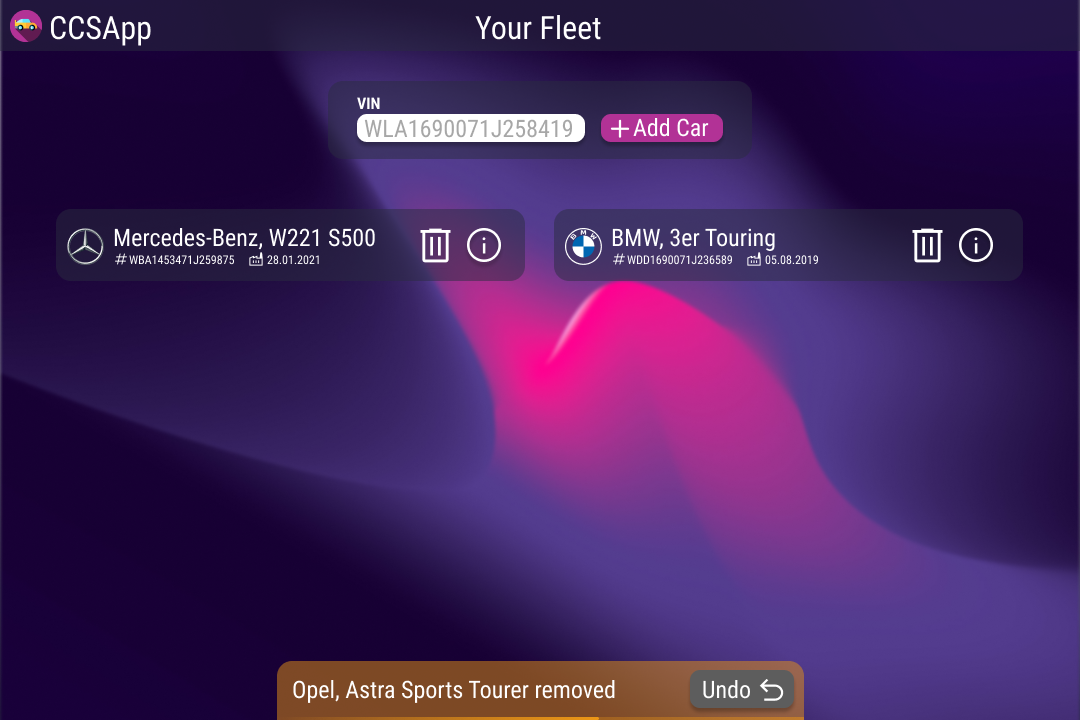 CCSApp
Your Fleet
VIN
WLA1690071J258419
+ Add Car
Mercedes-Benz, W221 S500
# WBA1453471J259875 28.01.2021
BMW, 3er Touring
# WDD1690071J236589 05.08.2019
Opel, Astra Sports Tourer removed
Undo